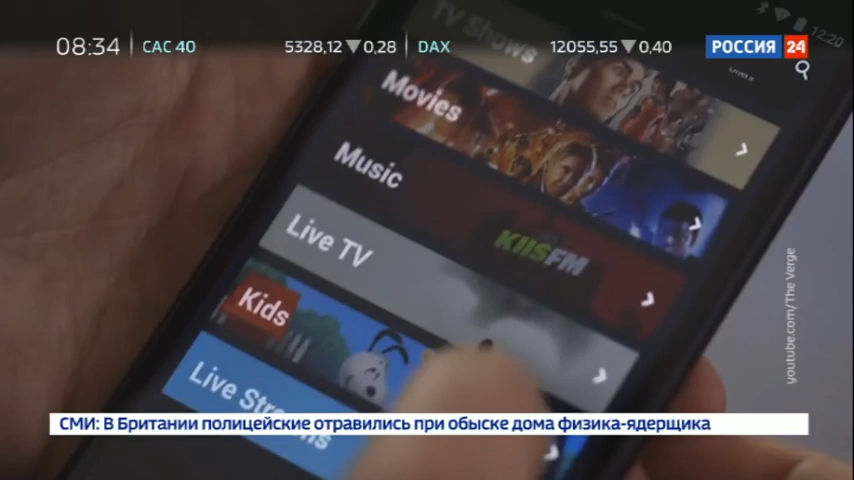 08:34 CAC 40 5328,12▼0,28 DAX 12055,55▼0,40 РОССИЯ 24
12:20
TV Shows
Movies
Music
KIISFM
Live TV
Kids
Live Streams
youtube.com/The Verge
СМИ: В Британии полицейские отравились при обыске дома физика-ядерщика